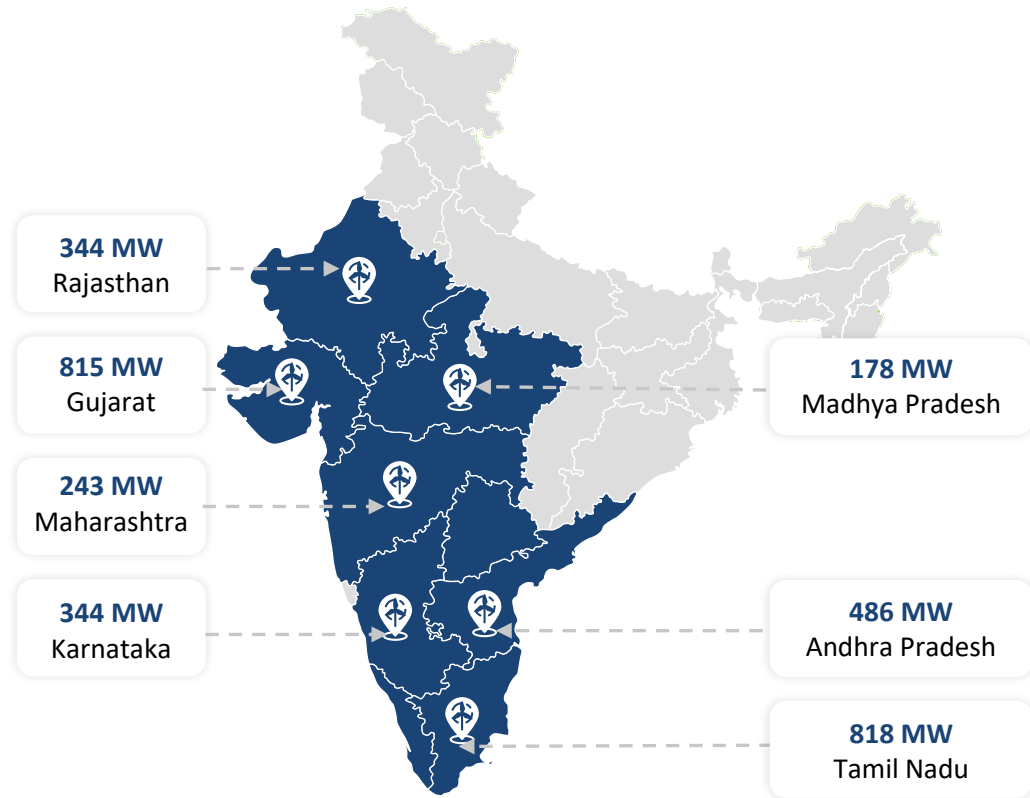 344 MW
Rajasthan
815 MW
Gujarat
243 MW
Maharashtra
344 MW
Karnataka
178 MW
Madhya Pradesh
486 MW
Andhra Pradesh
818 MW
Tamil Nadu